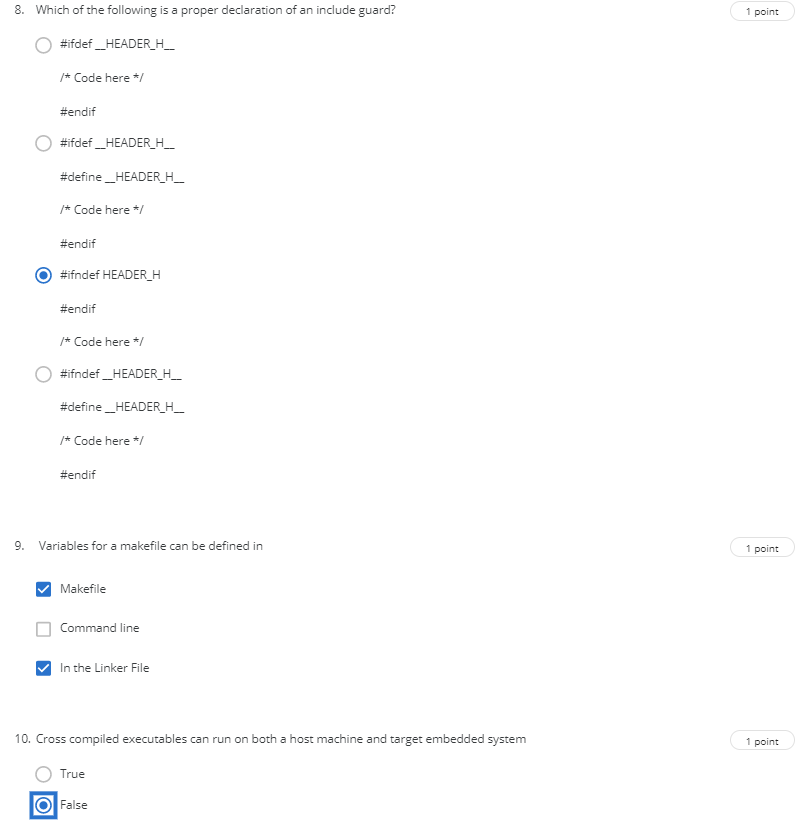 8. Which of the following is a proper declaration of an include guard?
1 point
#ifdef __HEADER_H__
/* Code here */
#endif
#ifdef __HEADER_H__
#define __HEADER_H__
/* Code here */
#endif
#ifndef HEADER_H
#endif
/* Code here */
#ifndef __HEADER_H__
#define __HEADER_H__
/* Code here */
#endif
9. Variables for a makefile can be defined in
1 point
Makefile
Command line
In the Linker File
10. Cross compiled executables can run on both a host machine and target embedded system
1 point
True
False